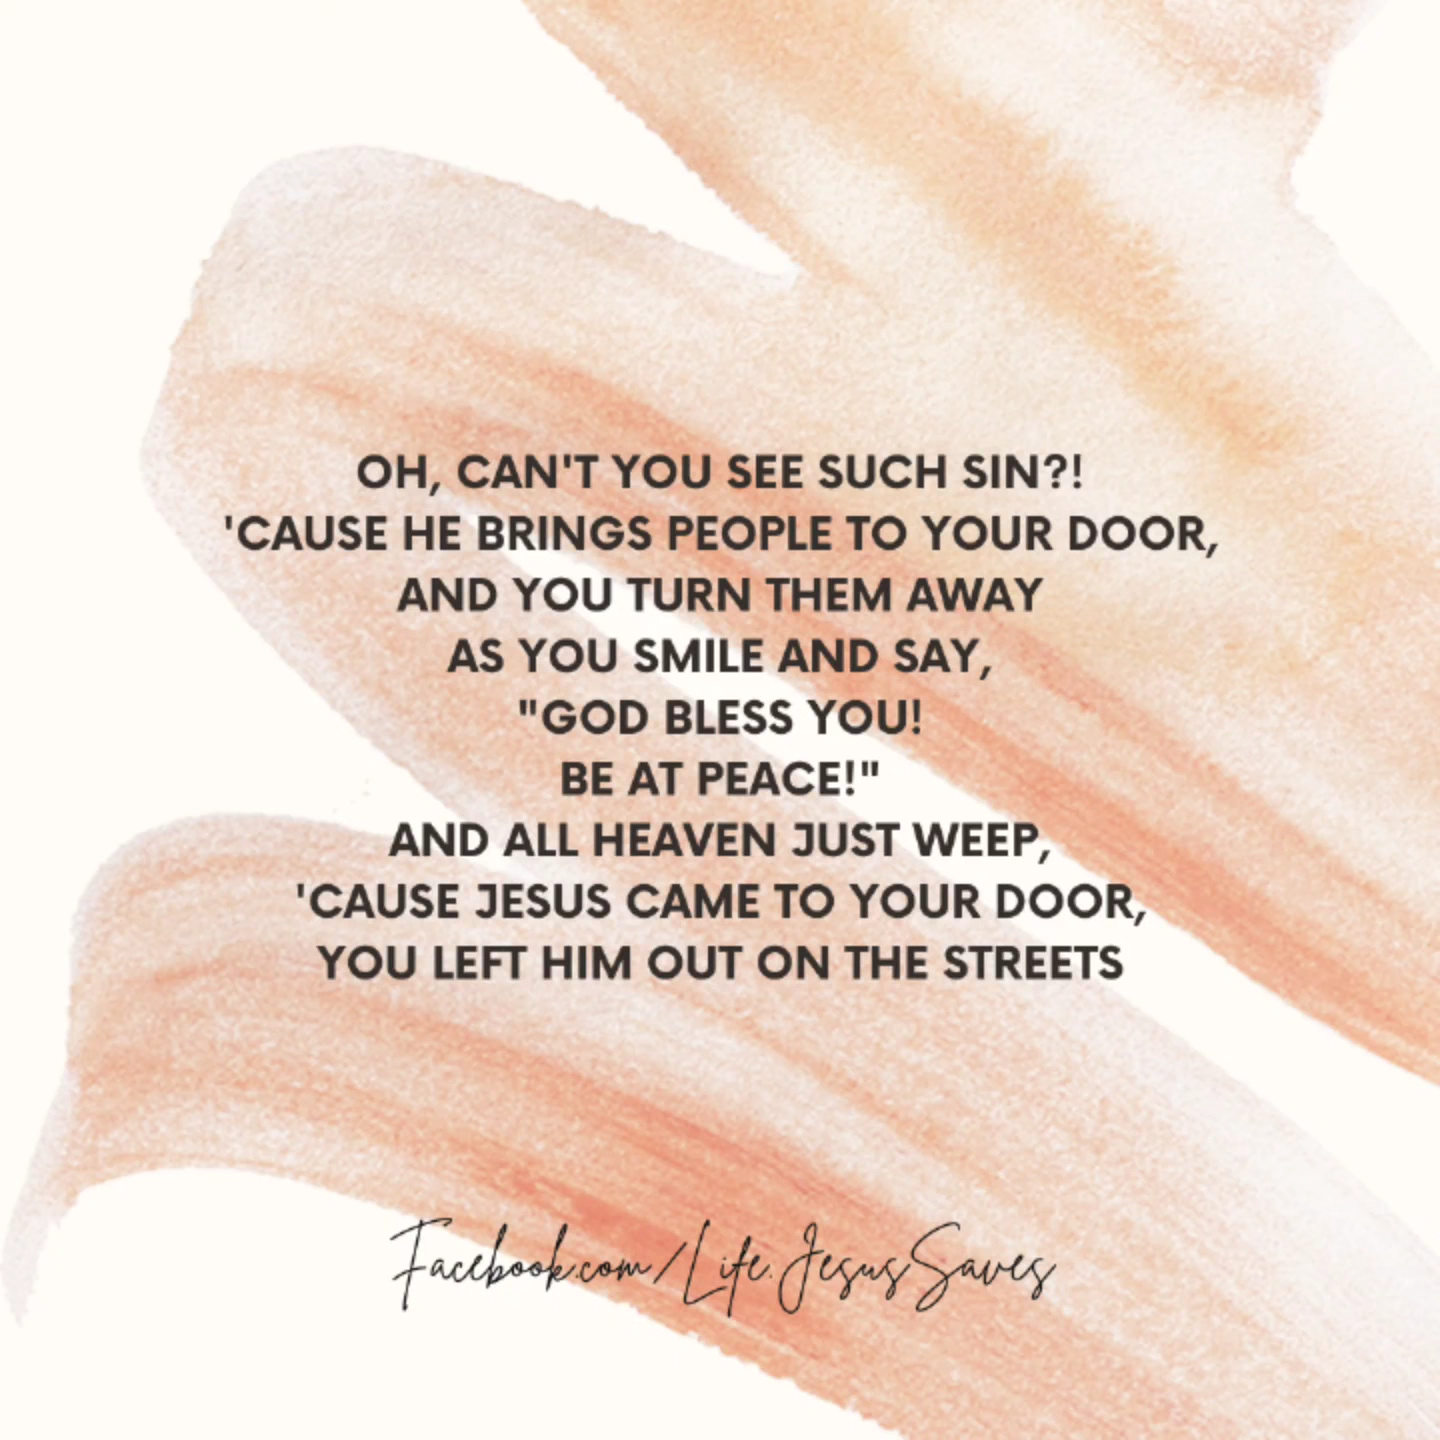 OH, CAN'T YOU SEE SUCH SIN?!
'CAUSE HE BRINGS PEOPLE TO YOUR DOOR,
AND YOU TURN THEM AWAY
AS YOU SMILE AND SAY,
"GOD BLESS YOU!
BE AT PEACE!"
AND ALL HEAVEN JUST WEEP,
'CAUSE JESUS CAME TO YOUR DOOR,
YOU LEFT HIM OUT ON THE STREETS
Facebook.com/Life.JesusSaves